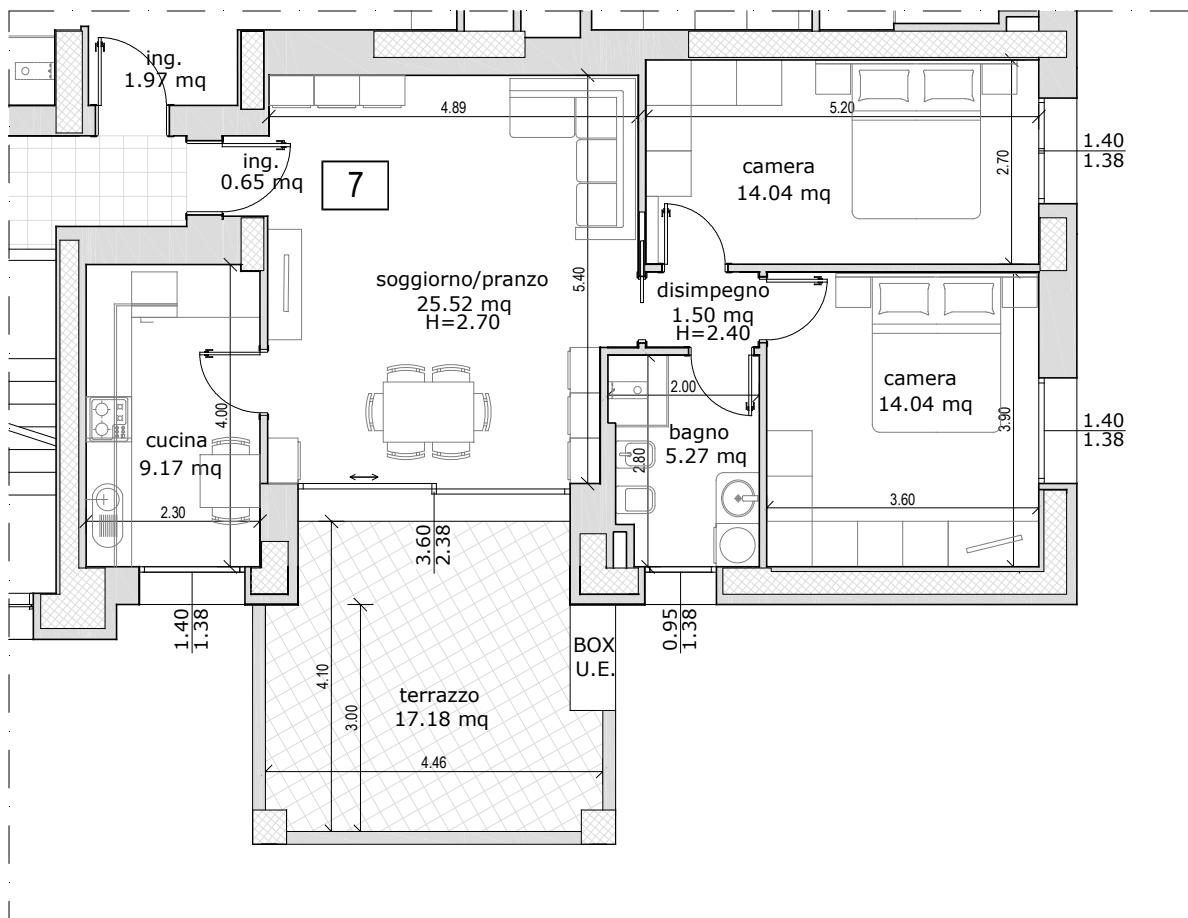 ing.
1.97 mq
4.89
5.20
1.40
1.38
ing.
0.65 mq
7
camera
14.04 mq
2.70
soggiorno/pranzo
25.52 mq
H=2.70
5.40
disimpegno
1.50 mq
H=2.40
camera
14.04 mq
3.90
1.40
1.38
2.00
cucina
9.17 mq
4.00
bagno
5.27 mq
2.80
2.30
3.60
3.60
2.38
1.40
1.38
0.95
1.38
BOX
U.E.
terrazzo
17.18 mq
4.10
3.00
4.46